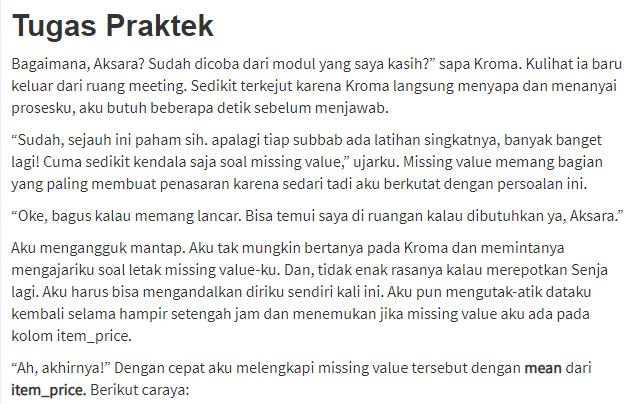 Tugas Praktek
Bagaimana, Aksara? Sudah dicoba dari modul yang saya kasih?” sapa Kroma. Kulihat ia baru
keluar dari ruang meeting. Sedikit terkejut karena Kroma langsung menyapa dan menanyai
prosesku, aku butuh beberapa detik sebelum menjawab.
“Sudah, sejauh ini paham sih. apalagi tiap subbab ada latihan singkatnya, banyak banget
lagi! Cuma sedikit kendala saja soal missing value,” ujarku. Missing value memang bagian
yang paling membuat penasaran karena sedari tadi aku berkutat dengan persoalan ini.
“Oke, bagus kalau memang lancar. Bisa temui saya di ruangan kalau dibutuhkan ya, Aksara.”
Aku mengangguk mantap. Aku tak mungkin bertanya pada Kroma dan memintanya
mengajariku soal letak missing value-ku. Dan, tidak enak rasanya kalau merepotkan Senja
lagi. Aku harus bisa mengandalkan diriku sendiri kali ini. Aku pun mengutak-atik dataku
kembali selama hampir setengah jam dan menemukan jika missing value aku ada pada
kolom item_price.
“Ah, akhirnya!” Dengan cepat aku melengkapi missing value tersebut dengan mean dari
item_price. Berikut caraya: